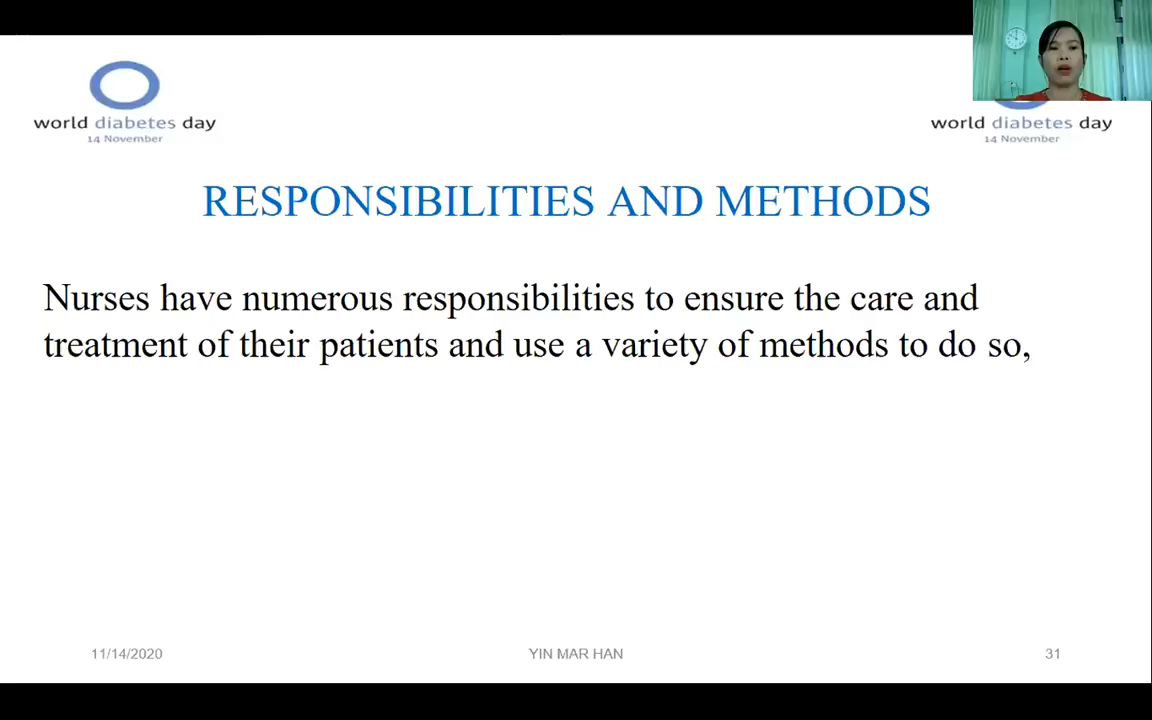 world diabetes day
14 November
world diabetes day
14 November
RESPONSIBILITIES AND METHODS
Nurses have numerous responsibilities to ensure the care and
treatment of their patients and use a variety of methods to do so,
11/14/2020
YIN MAR HAN
31